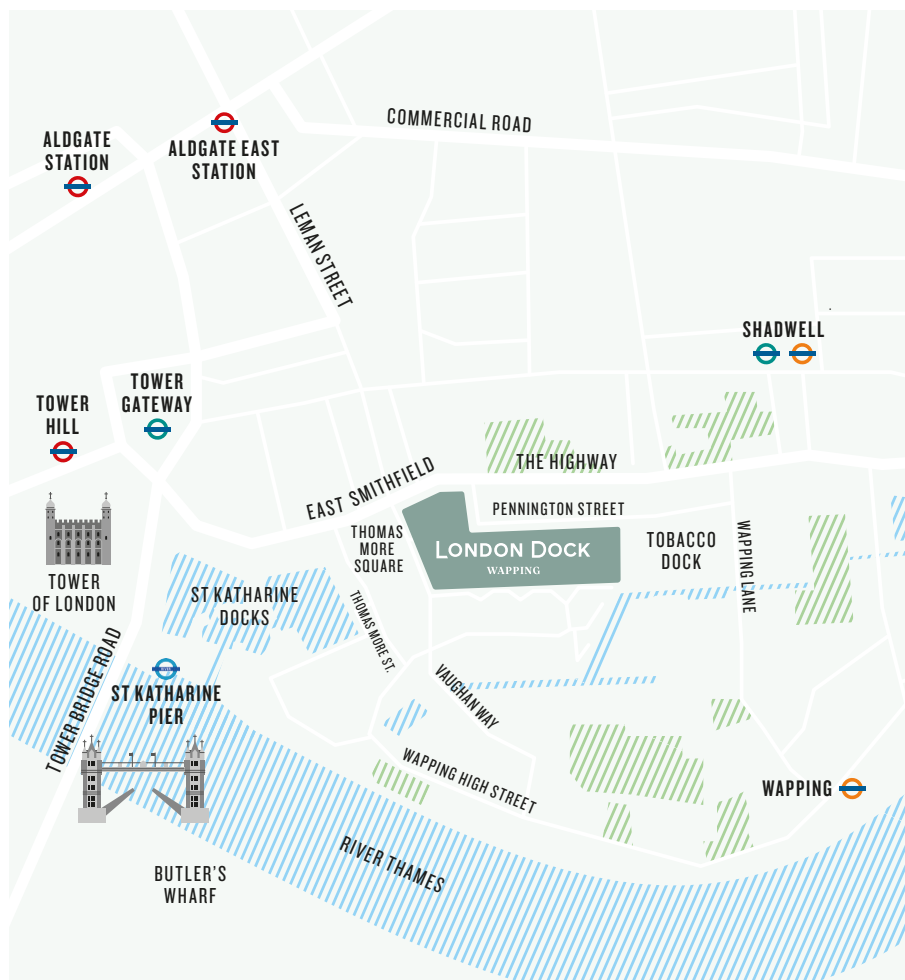 COMMERCIAL ROAD
ALDGATE
STATION
ALDGATE EAST
STATION
LEMAN STREET
SHADWELL
TOWER
GATEWAY
TOWER
HILL
THE HIGHWAY
EAST SMITHFIELD
PENNINGTON STREET
THOMAS
MORE
SQUARE
LONDON DOCK
WAPPING
TOBACCO
DOCK
WAPPING LANE
TOWER
OF LONDON
ST KATHARINE
DOCKS
THOMAS MORE ST.
TOWER BRIDGE ROAD
ST KATHARINE
PIER
VAUGHAN WAY
WAPPING HIGH STREET
WAPPING
RIVER THAMES
BUTLER'S
WHARF